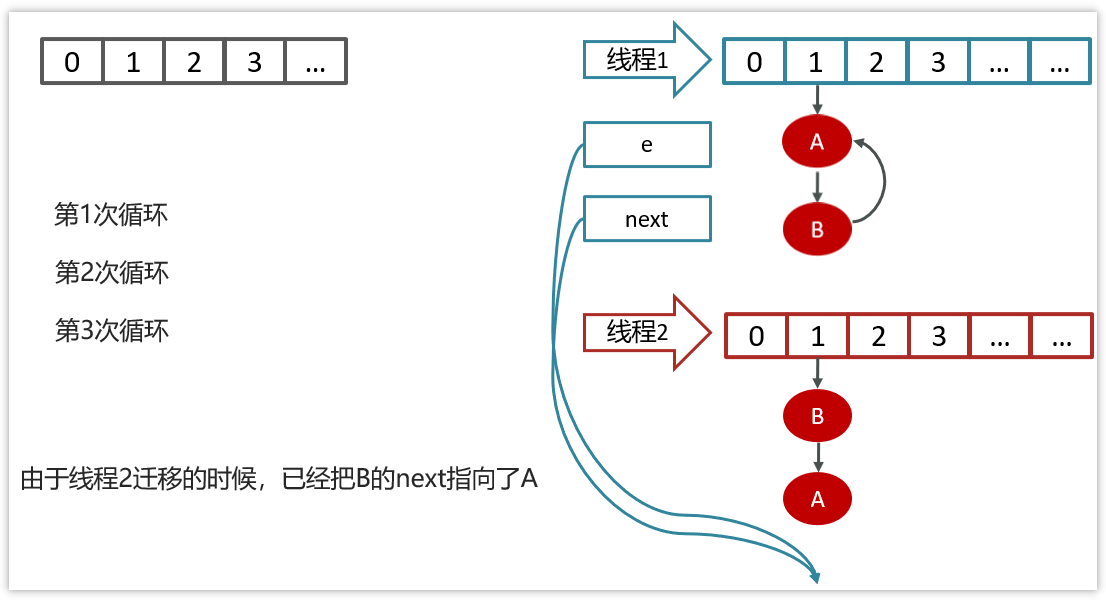 0 1 2 3 ...
线程1
0 1 2 3 ... ...
A
e
第1次循环
next
B
第2次循环
第3次循环
线程2
0 1 2 3 ... ...
B
由于线程2迁移的时候，已经把B的next指向了A
A